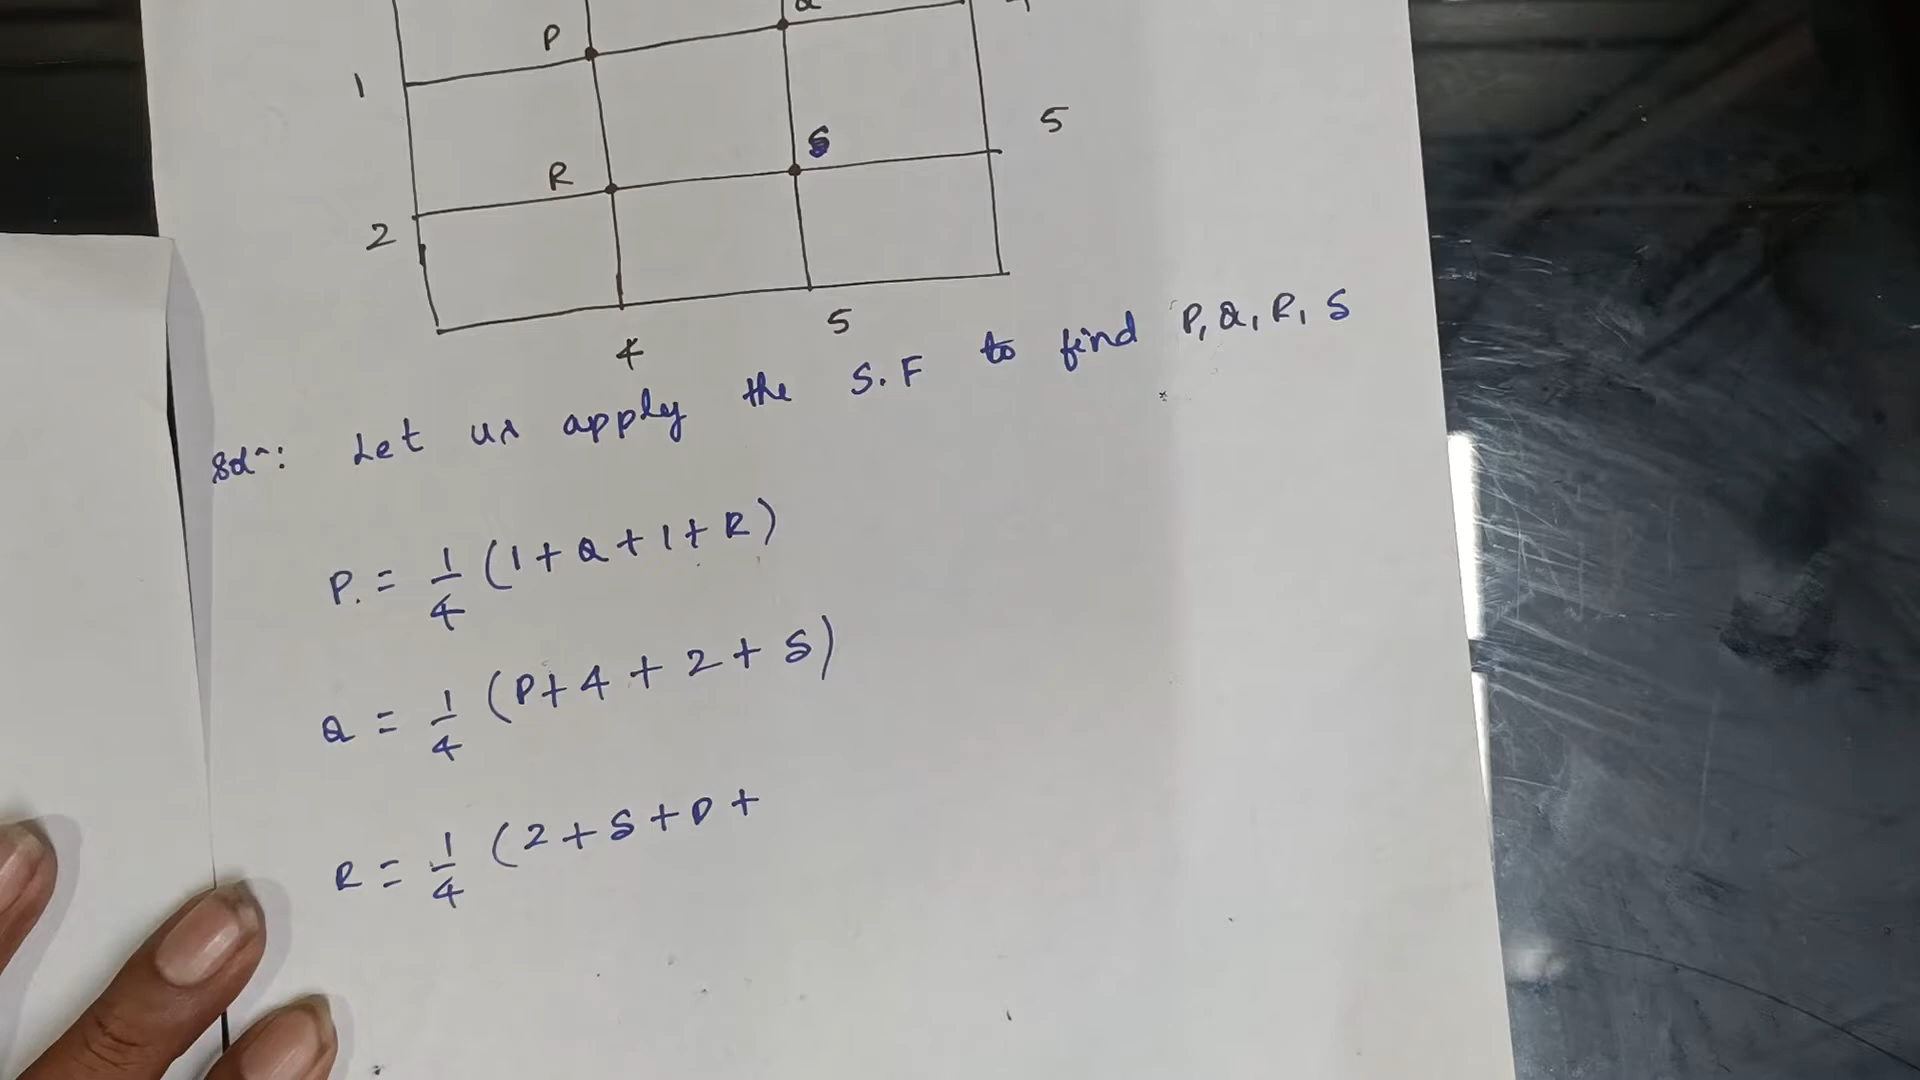 P
1
5
S
R
2
5
4
Sol^n: Let us apply the S.F to find P, Q, R, S
P. = 1/4 (1 + Q + 1 + R)
Q = 1/4 (P + 4 + 2 + S)
R = 1/4 (2 + S + P +